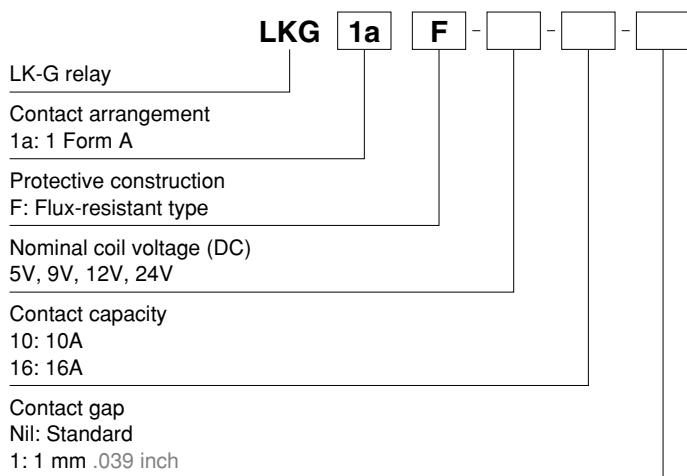 LKG 1a F - - -
LK-G relay
Contact arrangement
1a: 1 Form A
Protective construction
F: Flux-resistant type
Nominal coil voltage (DC)
5V, 9V, 12V, 24V
Contact capacity
10: 10A
16: 16A
Contact gap
Nil: Standard
1: 1 mm .039 inch